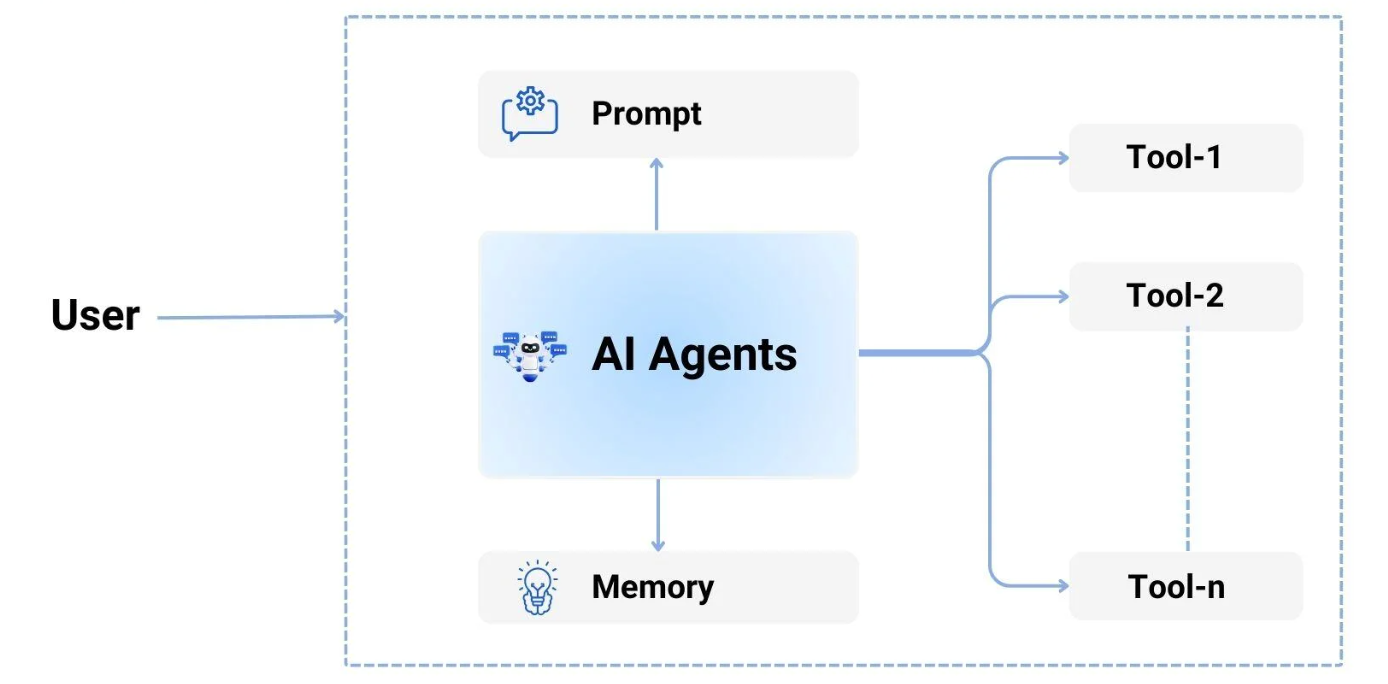 Prompt
Tool-1
Tool-2
User
AI Agents
Memory
Tool-n